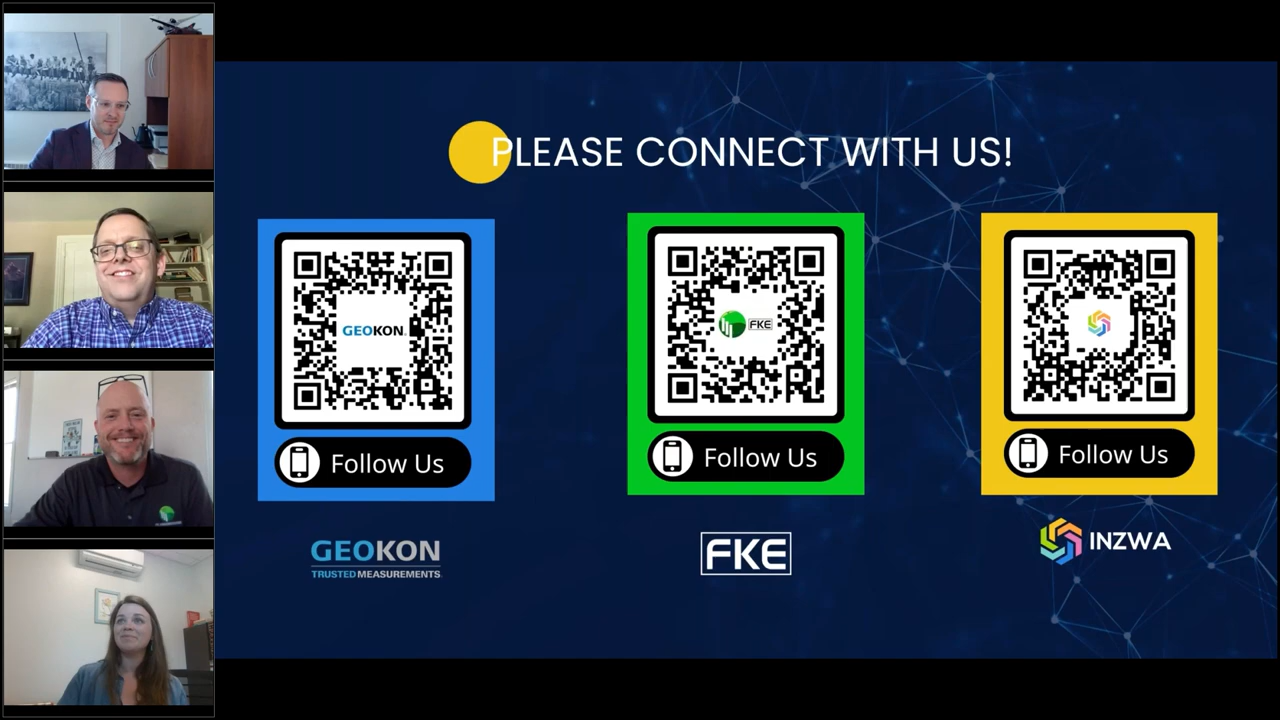 PLEASE CONNECT WITH US!
GEOKON
Follow Us
GEOKON
TRUSTED MEASUREMENTS
FKE
Follow Us
FKE
Follow Us
INZWA